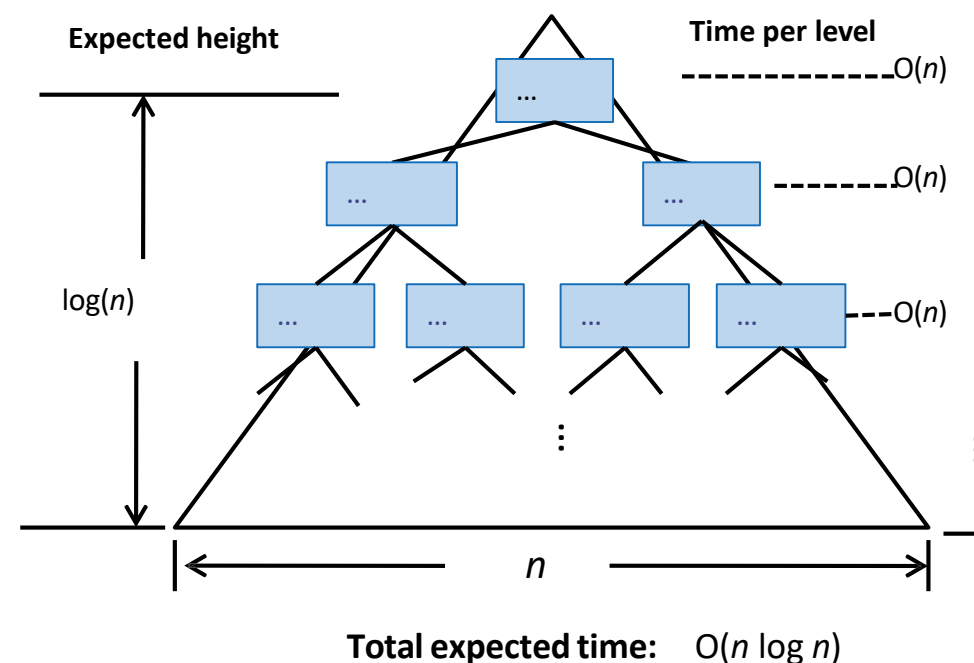 Expected height
Time per level
O(n)
...
O(n)
...
...
log(n)
O(n)
...
...
...
...
...
n
Total expected time: O(n log n)